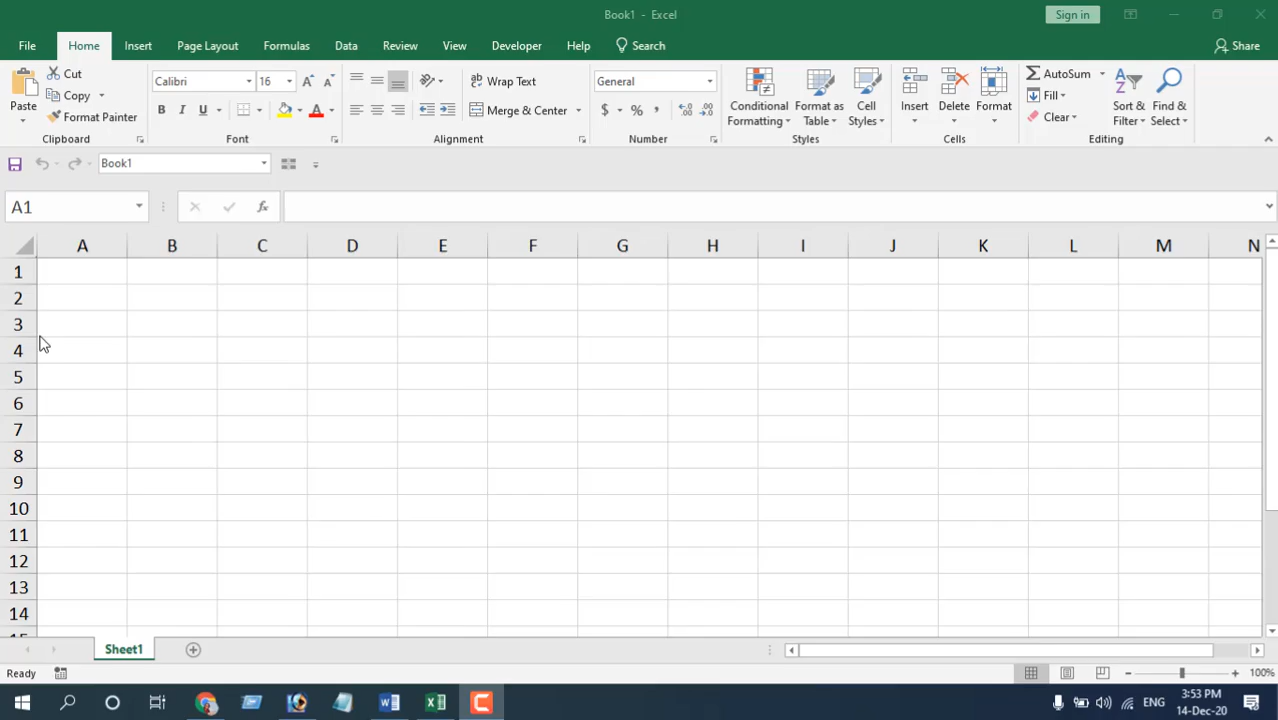 Book1 - Excel
Sign in
File Home Insert Page Layout Formulas Data Review View Developer Help Search Share
Paste
Cut
Copy
Format Painter
Clipboard
Calibri 16
B I U
Font
Wrap Text
Merge & Center
Alignment
General
$ % ,
Number
Conditional Formatting
Format as Table
Cell Styles
Styles
Insert
Delete
Format
Cells
AutoSum
Fill
Clear
Sort & Filter
Find & Select
Editing
Book1
A1
fx
A B C D E F G H I J K L M N
1
2
3
4
5
6
7
8
9
10
11
12
13
14
15
Sheet1
Ready
100%
ENG
3:53 PM
14-Dec-20